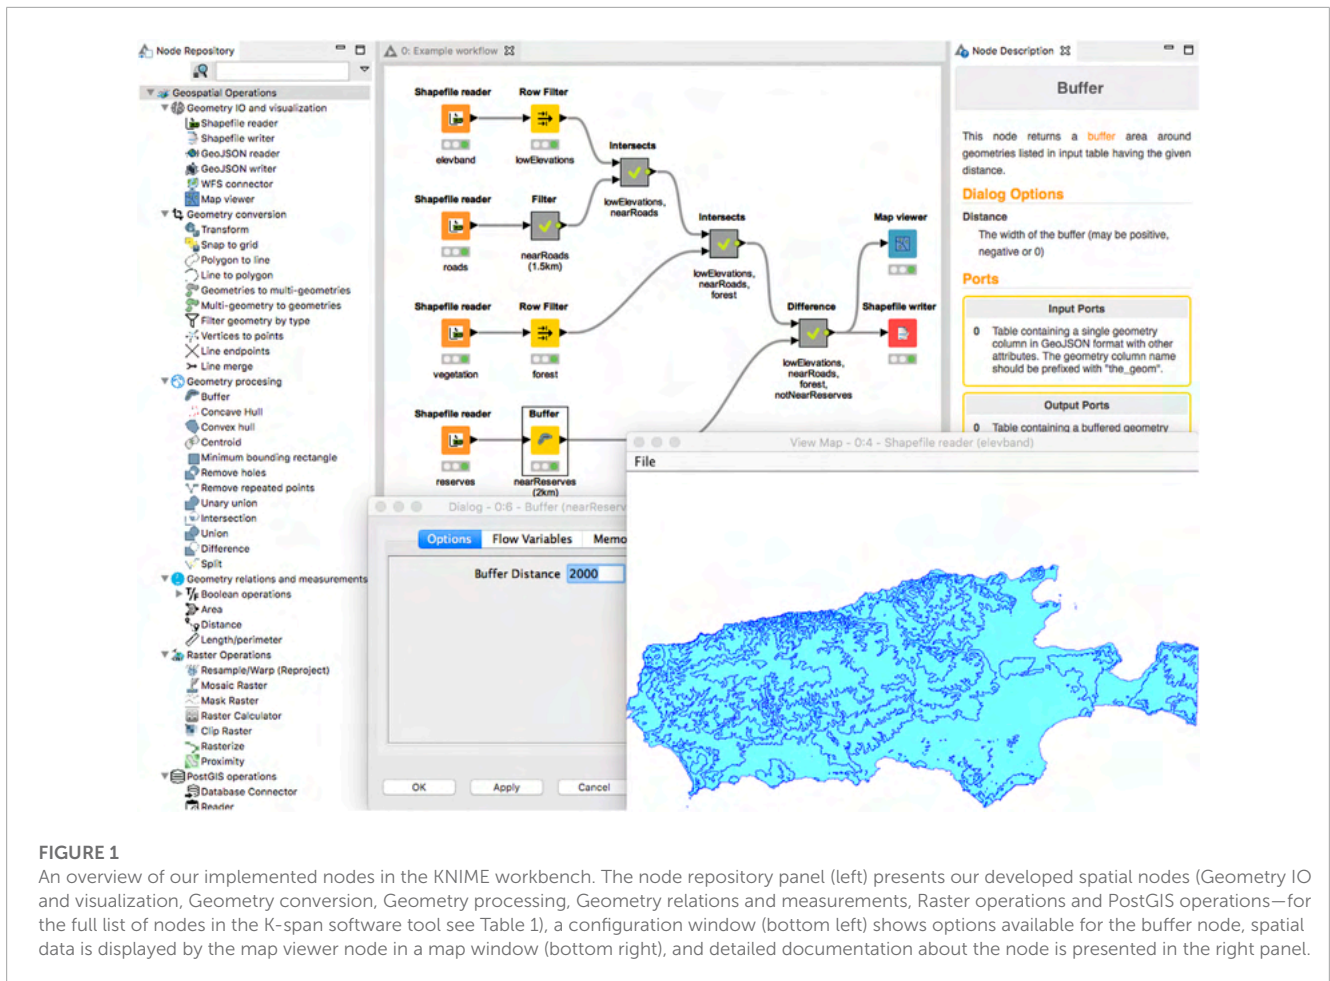 Node Repository
Geospatial Operations
Geometry IO and visualization
Shapefile reader
Shapefile writer
GeoJSON reader
GeoJSON writer
WFS connector
Map viewer
Geometry conversion
Transform
Snap to grid
Polygon to line
Line to polygon
Geometries to multi-geometries
Multi-geometry to geometries
Filter geometry by type
Vertices to points
Line endpoints
Line merge
Geometry procesing
Buffer
Concave Hull
Convex hull
Centroid
Minimum bounding rectangle
Remove holes
Remove repeated points
Unary union
Intersection
Union
Difference
Split
Geometry relations and measurements
Boolean operations
Area
Distance
Length/perimeter
Raster Operations
Resample/Warp (Reproject)
Mosaic Raster
Mask Raster
Raster Calculator
Clip Raster
Rasterize
Proximity
PostGIS operations
Database Connector
Reader
0: Example workflow
Shapefile reader
elevband
Row Filter
lowElevations
Intersects
lowElevations,
nearRoads
Shapefile reader
roads
Filter
nearRoads
(1.5km)
Intersects
lowElevations,
nearRoads,
forest
Map viewer
Shapefile reader
vegetation
Row Filter
forest
Difference
lowElevations,
nearRoads,
forest,
notNearReserves
Shapefile writer
Shapefile reader
reserves
Buffer
nearReserves
(2km)
Node Description
Buffer
This node returns a buffer area around
geometries listed in input table having the given
distance.
Dialog Options
Distance
The width of the buffer (may be positive,
negative or 0)
Ports
Input Ports
0 Table containing a single geometry
column in GeoJSON format with other
attributes. The geometry column name
should be prefixed with "the_geom".
Output Ports
0 Table containing a buffered geometry
Dialog - 0:6 - Buffer (nearReserv
Options Flow Variables Memo
Buffer Distance 2000
OK Apply Cancel
View Map - 0:4 - Shapefile reader (elevband)
File
FIGURE 1
An overview of our implemented nodes in the KNIME workbench. The node repository panel (left) presents our developed spatial nodes (Geometry IO
and visualization, Geometry conversion, Geometry processing, Geometry relations and measurements, Raster operations and PostGIS operations—for
the full list of nodes in the K-span software tool see Table 1), a configuration window (bottom left) shows options available for the buffer node, spatial
data is displayed by the map viewer node in a map window (bottom right), and detailed documentation about the node is presented in the right panel.